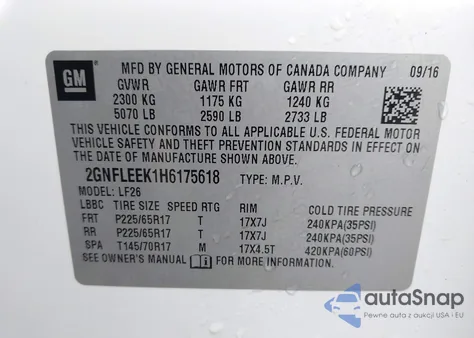 GM
MFD BY GENERAL MOTORS OF CANADA COMPANY 09/16
GVWR GAWR FRT GAWR RR
2300 KG 1175 KG 1240 KG
5070 LB 2590 LB 2733 LB
THIS VEHICLE CONFORMS TO ALL APPLICABLE U.S. FEDERAL MOTOR
VEHICLE SAFETY AND THEFT PREVENTION STANDARDS IN EFFECT ON
THE DATE OF MANUFACTURE SHOWN ABOVE.
2GNFLEEK1H6175618 TYPE: M.P.V.
MODEL: LF26
LBBC TIRE SIZE SPEED RTG RIM COLD TIRE PRESSURE
FRT P225/65R17 T 17X7J 240KPA(35PSI)
RR P225/65R17 T 17X7J 240KPA(35PSI)
SPA T145/70R17 M 17X4.5T 420KPA(60PSI)
SEE OWNER'S MANUAL i FOR MORE INFORMATION.
autaSnap
Pewne auta z USA i EU